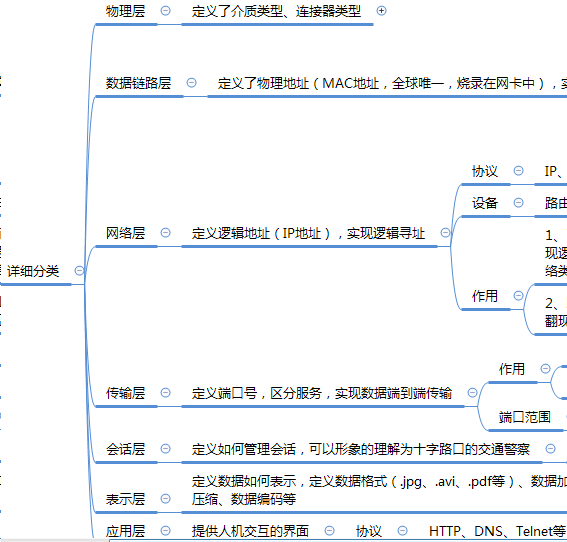 物理层
定义了介质类型、连接器类型
数据链路层
定义了物理地址（MAC地址，全球唯一，烧录在网卡中），实
协议
IP、
设备
路由
网络层
定义逻辑地址（IP地址），实现逻辑寻址
1、
现逻
络类
作用
2、
翻现
详细分类
作用
传输层
定义端口号，区分服务，实现数据端到端传输
端口范围
会话层
定义如何管理会话，可以形象的理解为十字路口的交通警察
定义数据如何表示，定义数据格式（.jpg、.avi、.pdf等）、数据加
表示层
压缩、数据编码等
应用层
提供人机交互的界面
协议
HTTP、DNS、Telnet等